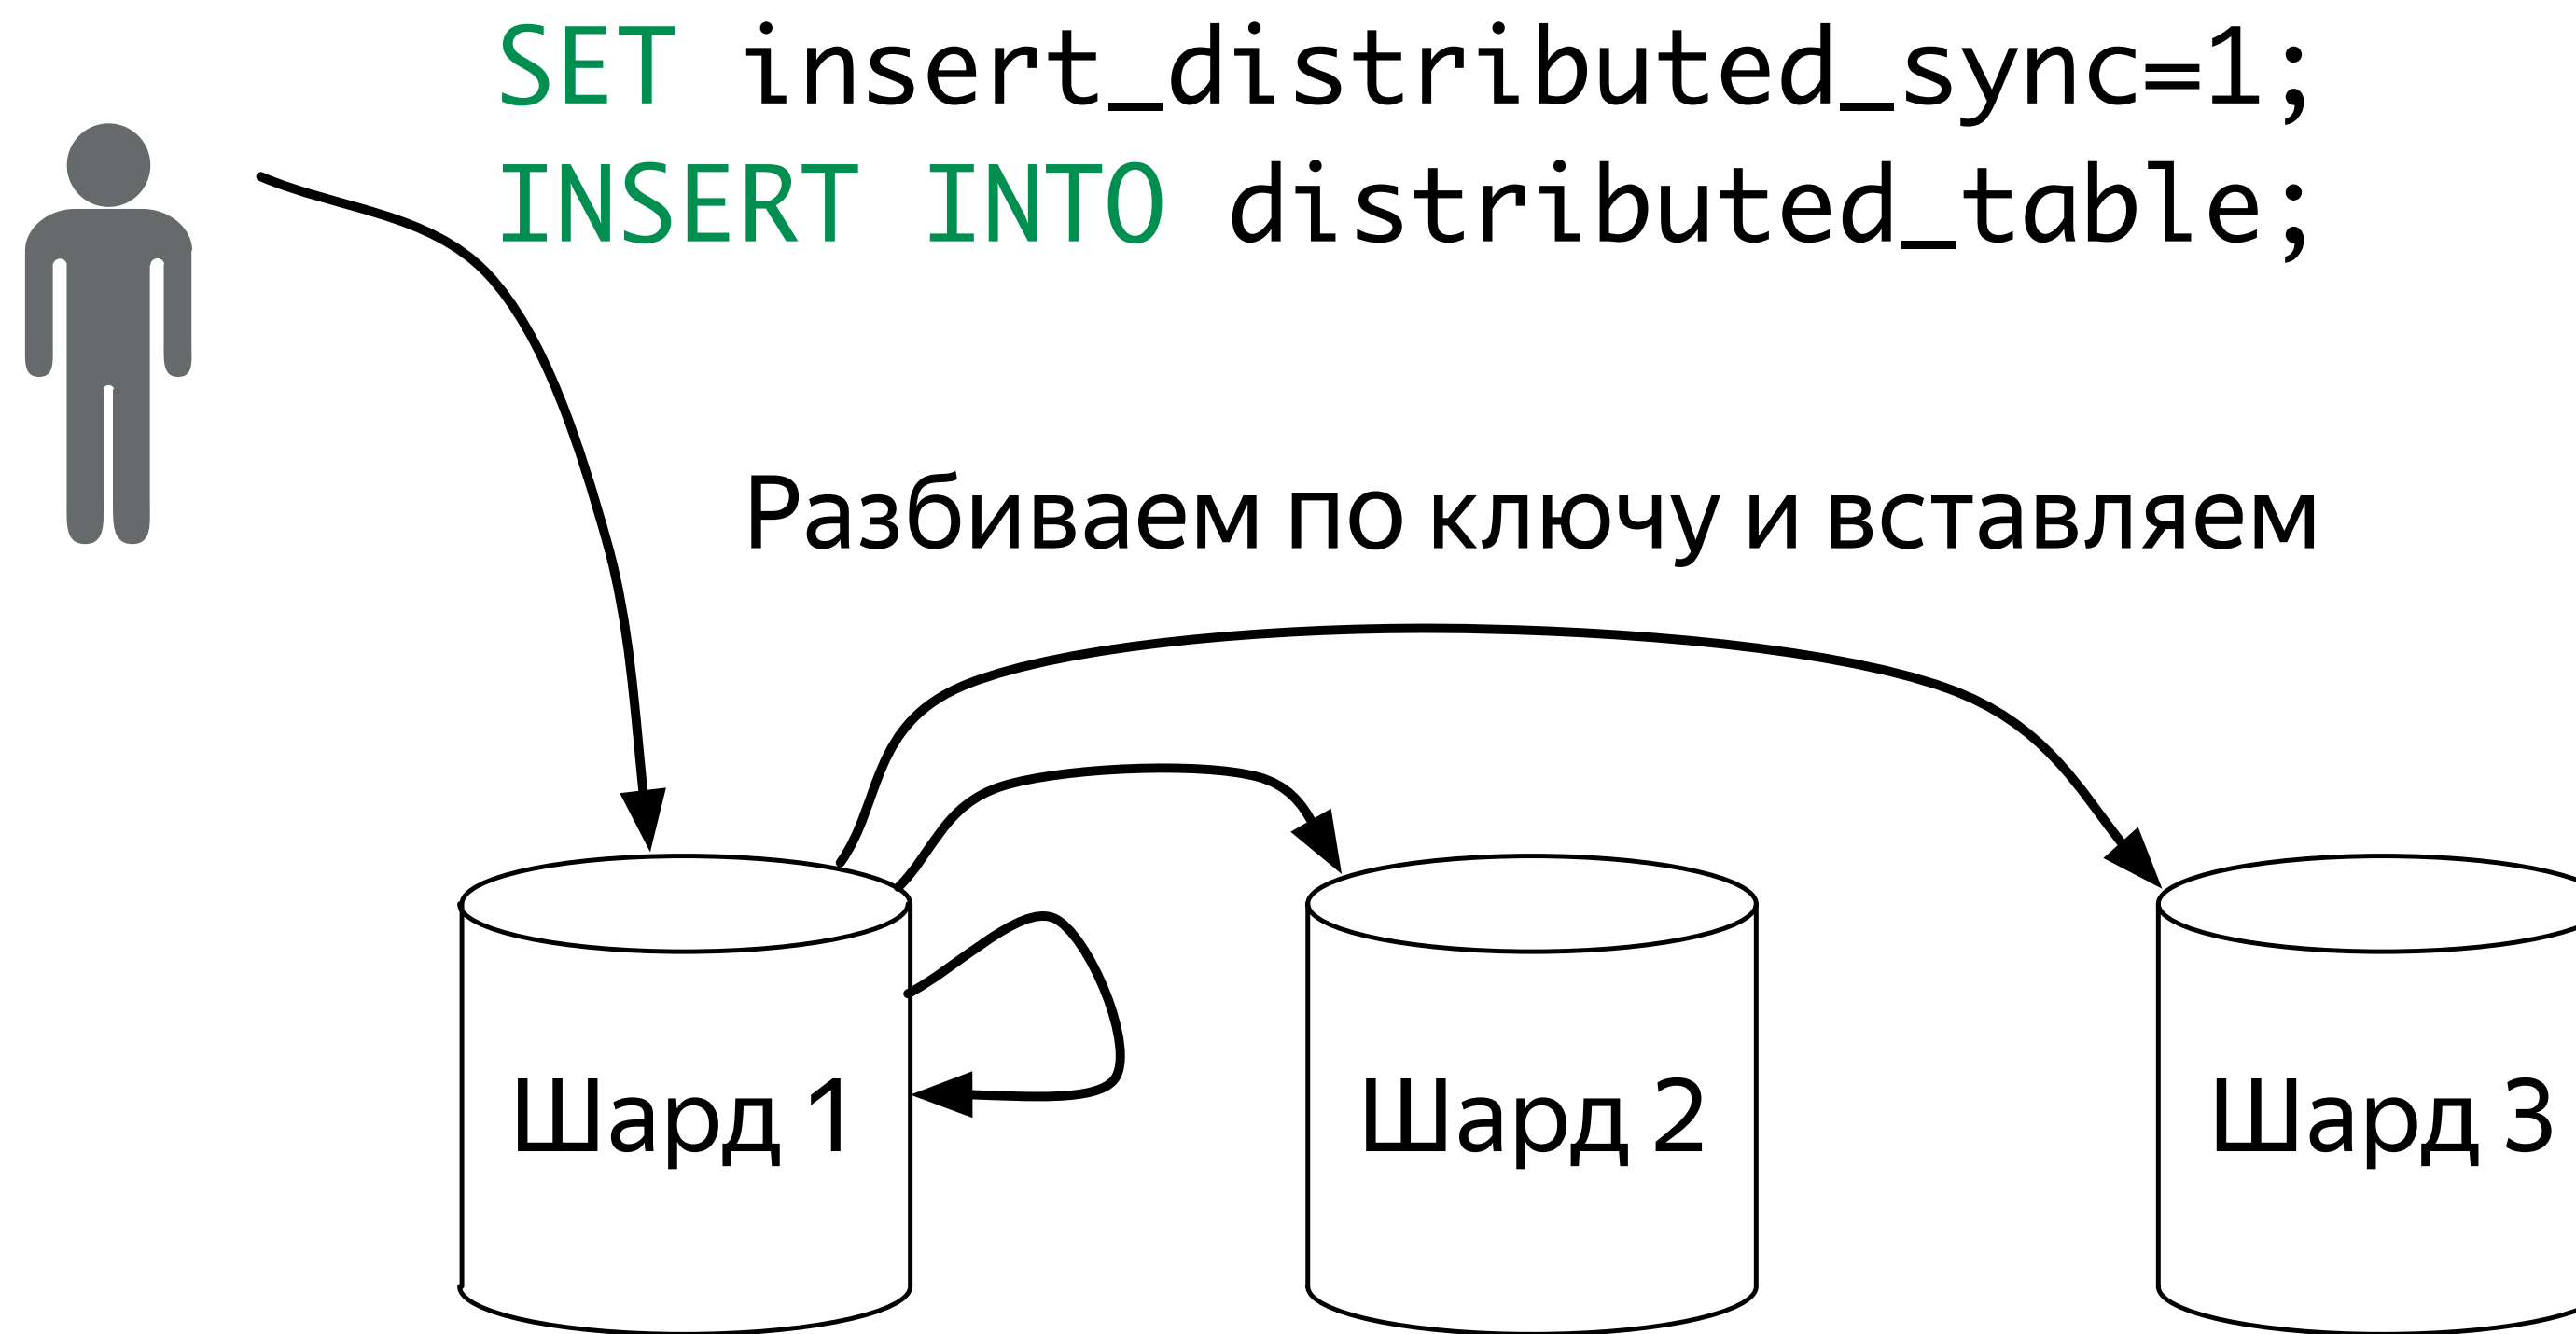 SET insert_distributed_sync=1;
INSERT INTO distributed_table;
Разбиваем по ключу и вставляем
Шард 1
Шард 2
Шард 3